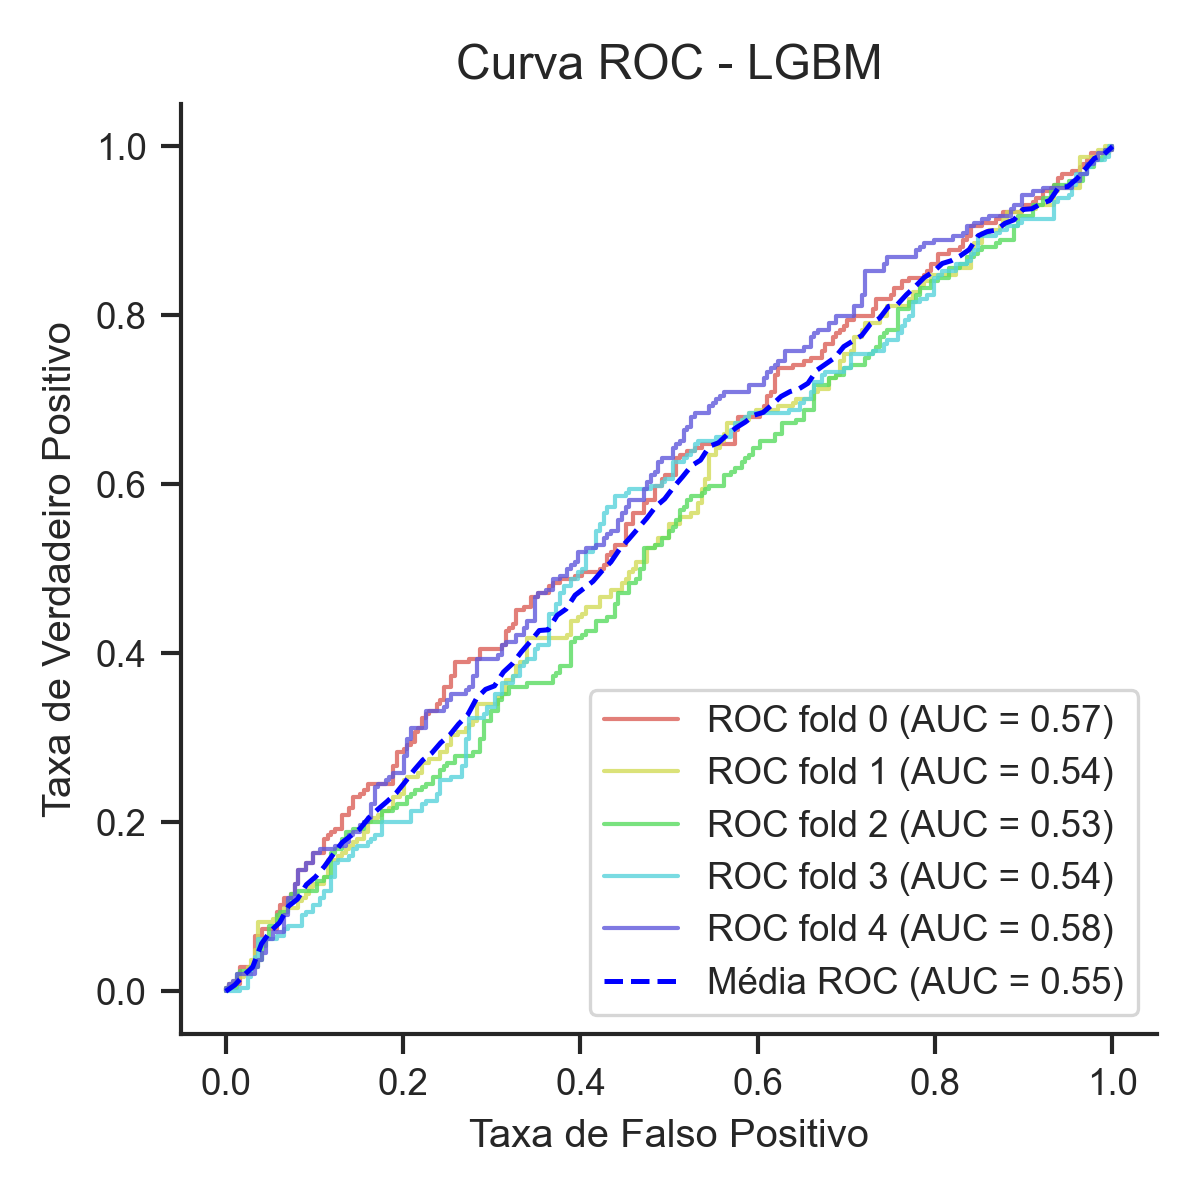 Curva ROC - LGBM
Taxa de Verdadeiro Positivo
1.0
0.8
0.6
0.4
0.2
0.0
ROC fold 0 (AUC = 0.57)
ROC fold 1 (AUC = 0.54)
ROC fold 2 (AUC = 0.53)
ROC fold 3 (AUC = 0.54)
ROC fold 4 (AUC = 0.58)
Média ROC (AUC = 0.55)
0.0 0.2 0.4 0.6 0.8 1.0
Taxa de Falso Positivo